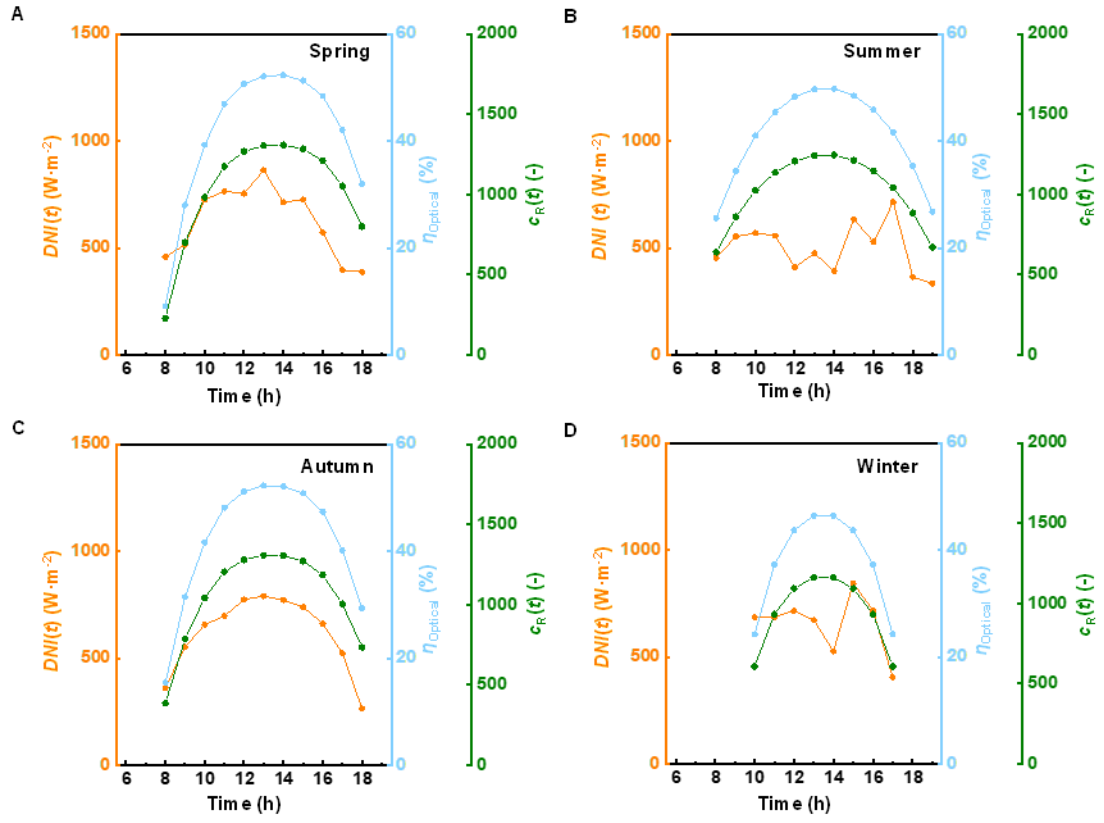 A
Spring
1500
1000
500
0
DNI(t) (W·m-2)
60
40
20
0
ηOptical (%)
2000
1500
1000
500
0
cR(t) (-)
6 8 10 12 14 16 18
Time (h)
B
Summer
1500
1000
500
0
DNI (t) (W·m-2)
60
40
20
0
ηOptical (%)
2000
1500
1000
500
0
cR(t) (-)
6 8 10 12 14 16 18
Time (h)
C
Autumn
1500
1000
500
0
DNI(t) (W·m-2)
60
40
20
0
ηOptical (%)
2000
1500
1000
500
0
cR(t) (-)
6 8 10 12 14 16 18
Time (h)
D
Winter
1500
1000
500
0
DNI(t) (W·m-2)
60
40
20
0
ηOptical (%)
2000
1500
1000
500
0
cR(t) (-)
6 8 10 12 14 16 18
Time (h)